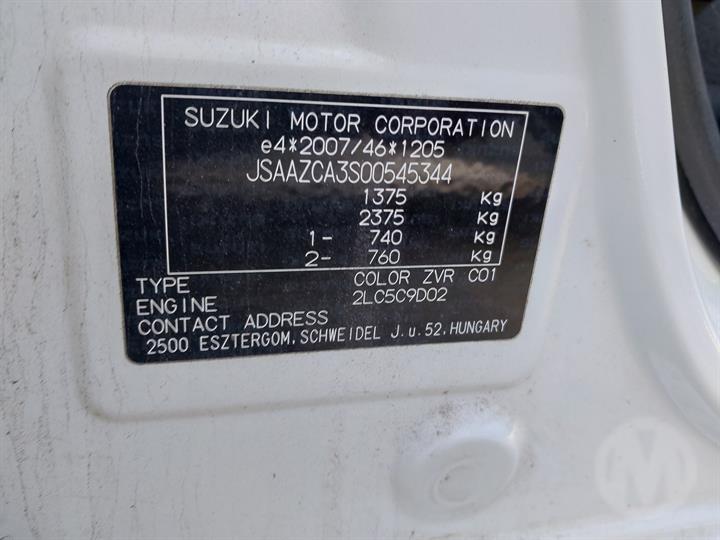 SUZUKI MOTOR CORPORATION
e4*2007/46*1205
JSAAZCA3S00545344
1375 Kg
2375 Kg
1- 740 Kg
2- 760 Kg
TYPE COLOR ZVR C01
ENGINE 2LC5C9D02
CONTACT ADDRESS
2500 ESZTERGOM, SCHWEIDEL J. u. 52. HUNGARY
M